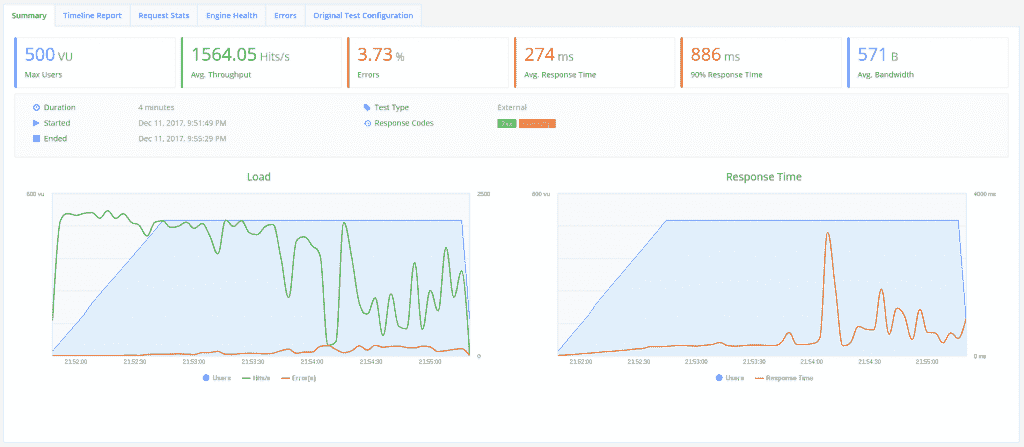 Summary Timeline Report Request Stats Engine Health Errors Original Test Configuration
500 VU 1564.05 Hits/s 3.73 % 274 ms 886 ms 571 B
Max Users Avg. Throughput Errors Avg. Response Time 90% Response Time Avg. Bandwidth
Duration 4 minutes Test Type External
Started Dec 11, 2017, 9:51:49 PM Response Codes
Ended Dec 11, 2017, 9:55:29 PM
Load Response Time
600 vu 2500 600 vu 4000 ms
0 0 ms
21:52:00 21:52:30 21:53:00 21:53:30 21:54:00 21:54:30 21:55:00 21:52:00 21:52:30 21:53:00 21:53:30 21:54:00 21:54:30 21:55:00
Users Hits/s Error(s) Users Response Time